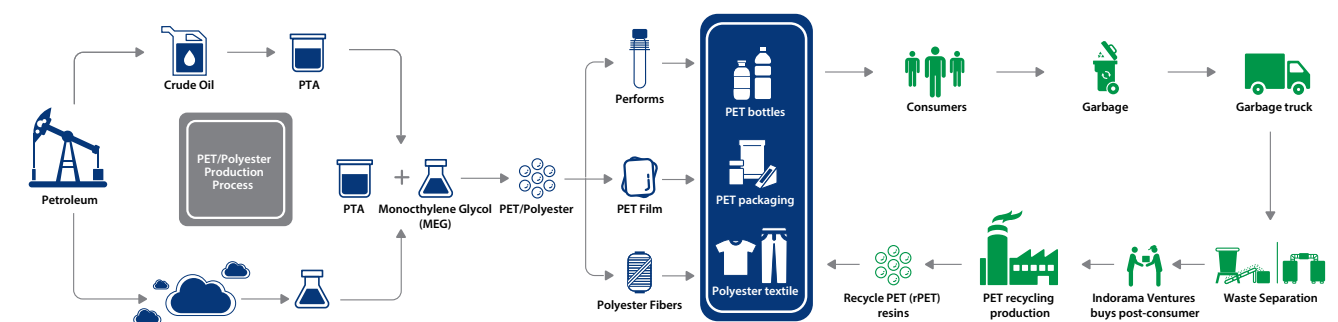 Crude Oil
PTA
PET/Polyester
Production
Process
Petroleum
PTA
Monocthylene Glycol
(MEG)
PET/Polyester
Performs
PET Film
Polyester Fibers
PET bottles
PET packaging
Polyester textile
Consumers
Garbage
Garbage truck
Waste Separation
Indorama Ventures
buys post-consumer
PET recycling
production
Recycle PET (rPET)
resins